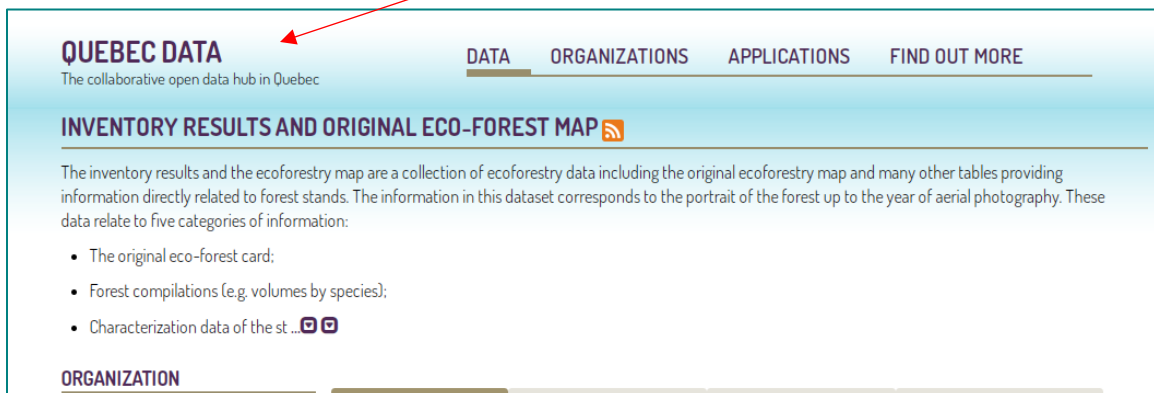 QUEBEC DATA
The collaborative open data hub in Quebec
DATA ORGANIZATIONS APPLICATIONS FIND OUT MORE
INVENTORY RESULTS AND ORIGINAL ECO-FOREST MAP
The inventory results and the ecoforestry map are a collection of ecoforestry data including the original ecoforestry map and many other tables providing
information directly related to forest stands. The information in this dataset corresponds to the portrait of the forest up to the year of aerial photography. These
data relate to five categories of information:
• The original eco-forest card;
• Forest compilations (e.g. volumes by species);
• Characterization data of the st ...
ORGANIZATION